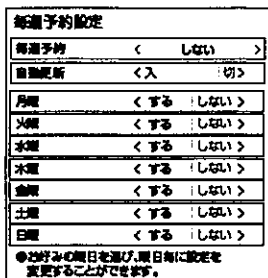 毎週予約設定
毎週予約 < しない >
自動更新 <入 切>
月曜 < する しない >
火曜 < する しない >
水曜 < する しない >
木曜 < する しない >
金曜 < する しない >
土曜 < する しない >
日曜 < する しない >
●お好みの曜日を選び、曜日毎に設定を
変更することができます。